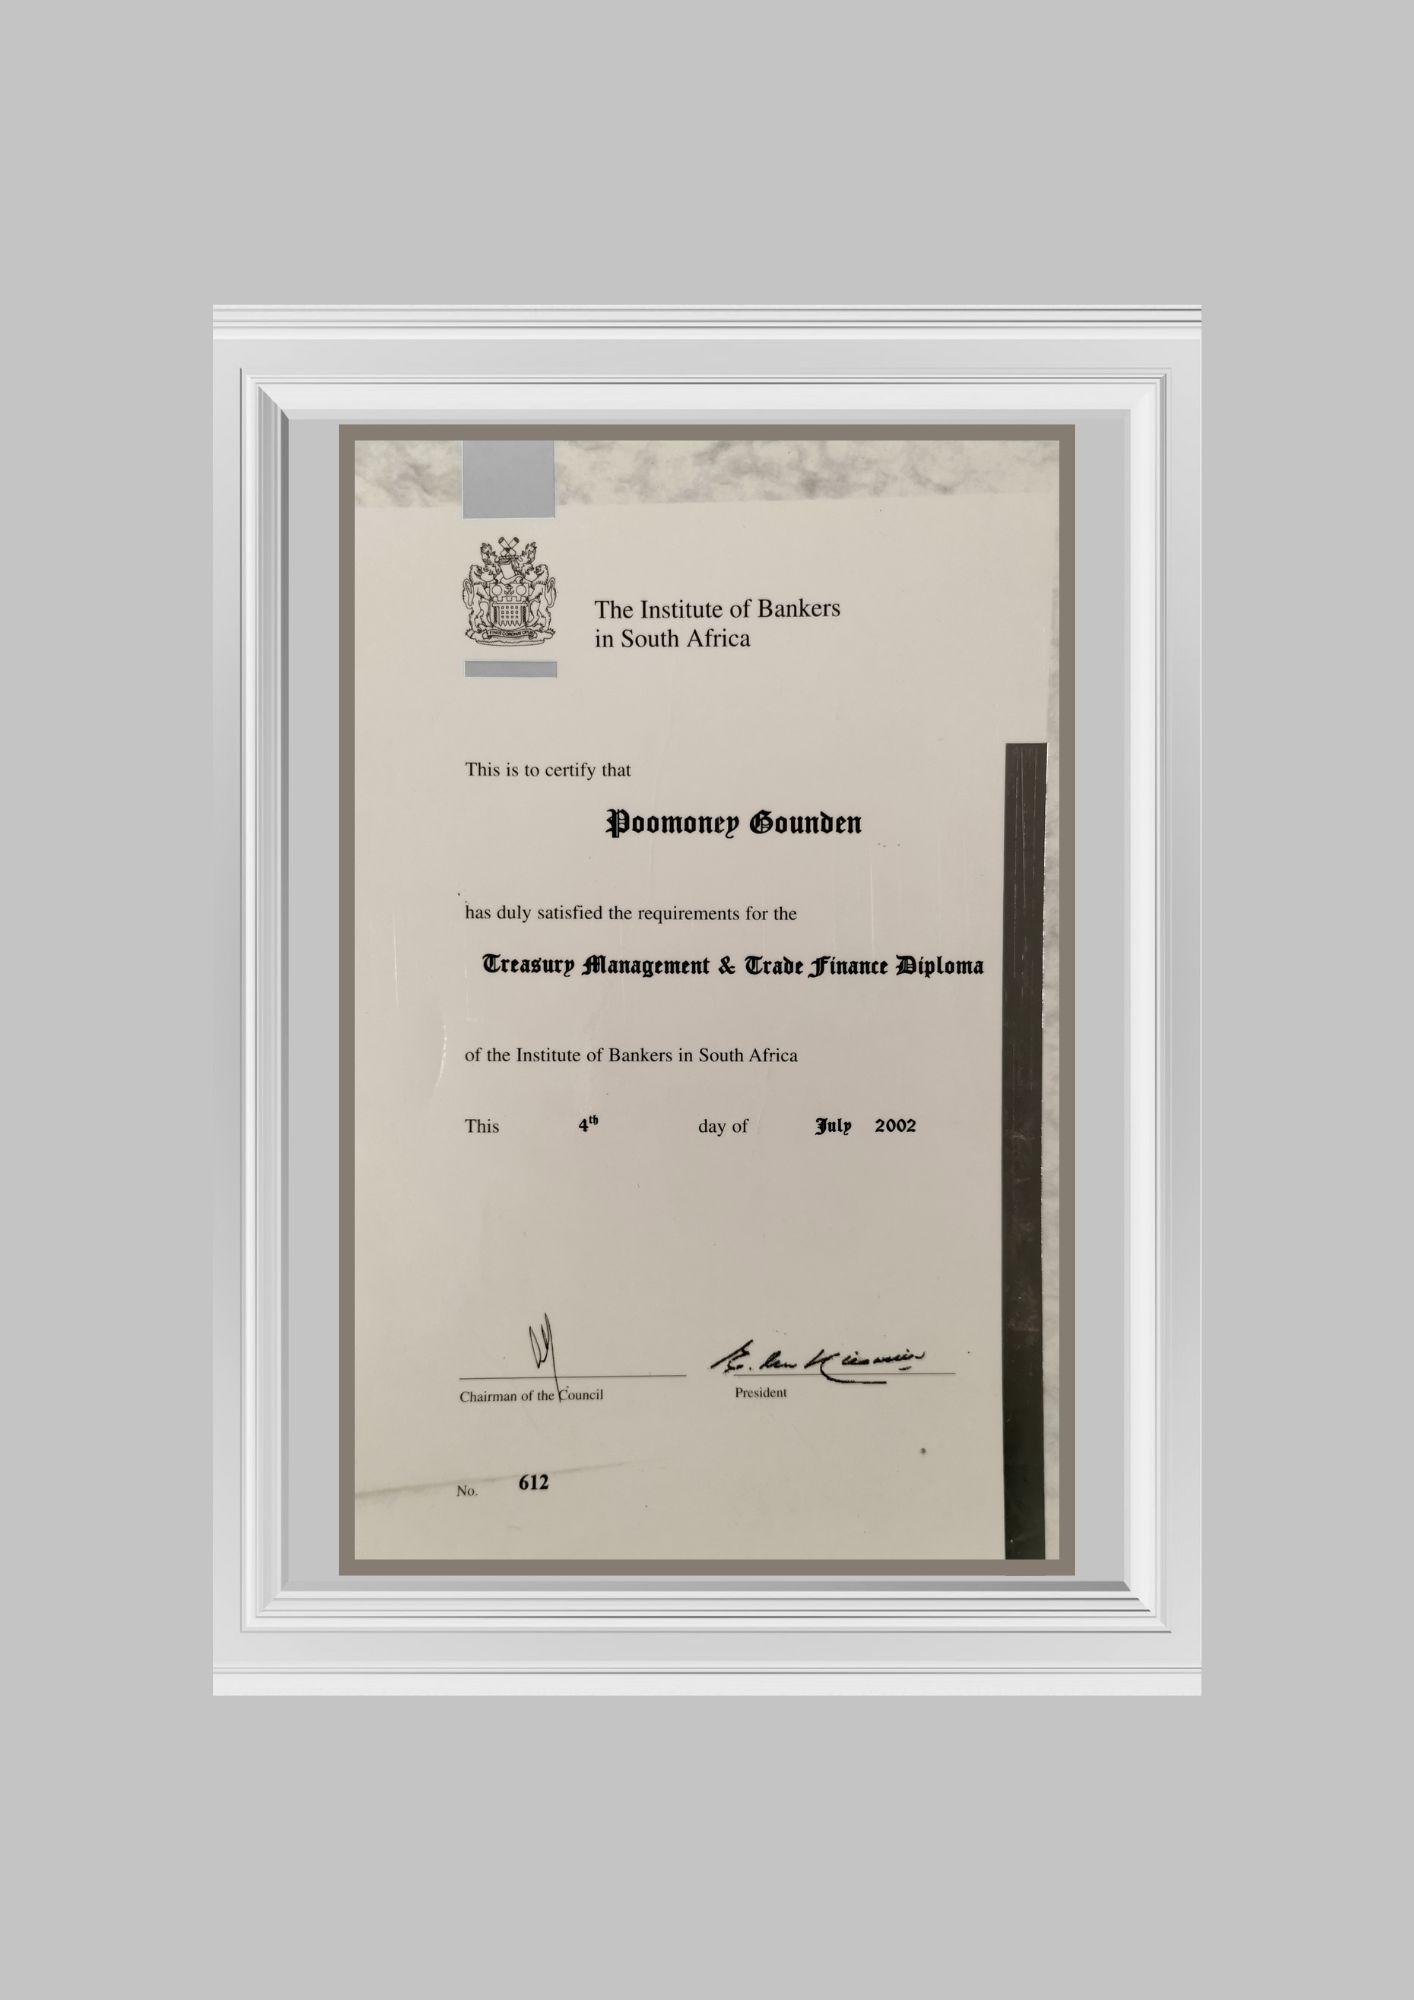 The Institute of Bankers
in South Africa
This is to certify that
Poomoney Gounden
has duly satisfied the requirements for the
Treasury Management & Trade Finance Diploma
of the Institute of Bankers in South Africa
This 4th day of July 2002
Chairman of the Council President
No. 612